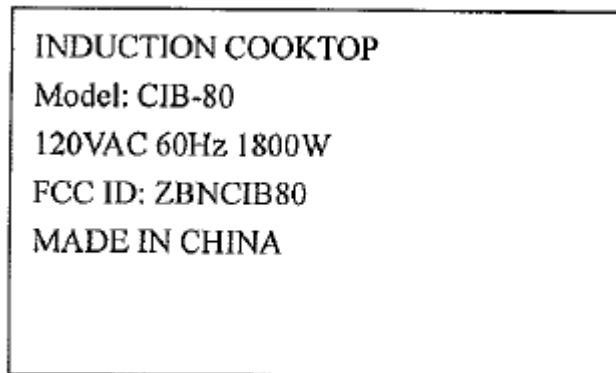 INDUCTION COOKTOP
Model: CIB-80
120VAC 60Hz 1800W
FCC ID: ZBNCIB80
MADE IN CHINA